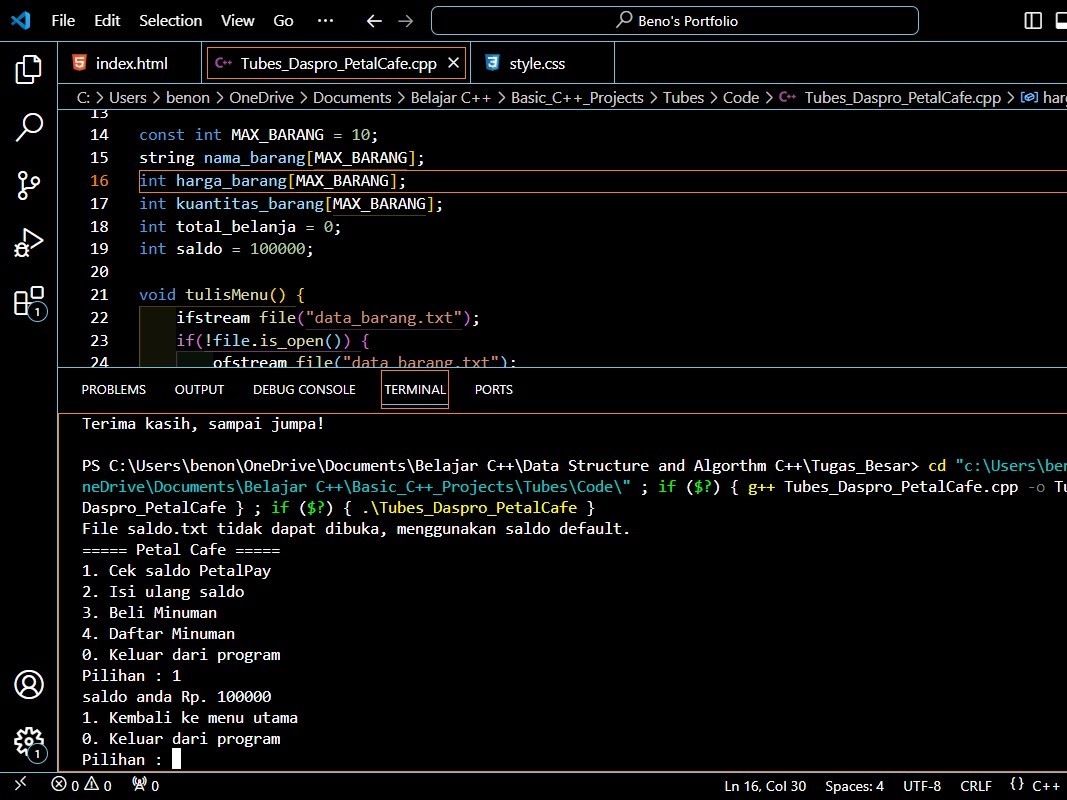 File Edit Selection View Go ··· Beno's Portfolio
index.html Tubes_Daspro_PetalCafe.cpp style.css
C: > Users > benon > OneDrive > Documents > Belajar C++ > Basic_C++_Projects > Tubes > Code > Tubes_Daspro_PetalCafe.cpp >
13
14 const int MAX_BARANG = 10;
15 string nama_barang[MAX_BARANG];
16 int harga_barang[MAX_BARANG];
17 int kuantitas_barang[MAX_BARANG];
18 int total_belanja = 0;
19 int saldo = 100000;
20
21 void tulisMenu() {
22 ifstream file("data_barang.txt");
23 if(!file.is_open()) {
24 ofstream file("data_barang.txt");
PROBLEMS OUTPUT DEBUG CONSOLE TERMINAL PORTS
Terima kasih, sampai jumpa!
PS C:\Users\benon\OneDrive\Documents\Belajar C++\Data Structure and Algorthm C++\Tugas_Besar> cd "c:\Users\ben
neDrive\Documents\Belajar C++\Basic_C++_Projects\Tubes\Code\" ; if ($?) { g++ Tubes_Daspro_PetalCafe.cpp -o Tu
Daspro_PetalCafe } ; if ($?) { .\Tubes_Daspro_PetalCafe }
File saldo.txt tidak dapat dibuka, menggunakan saldo default.
===== Petal Cafe =====
1. Cek saldo PetalPay
2. Isi ulang saldo
3. Beli Minuman
4. Daftar Minuman
0. Keluar dari program
Pilihan : 1
saldo anda Rp. 100000
1. Kembali ke menu utama
0. Keluar dari program
Pilihan :
0 0 0 Ln 16, Col 30 Spaces: 4 UTF-8 CRLF {} C++